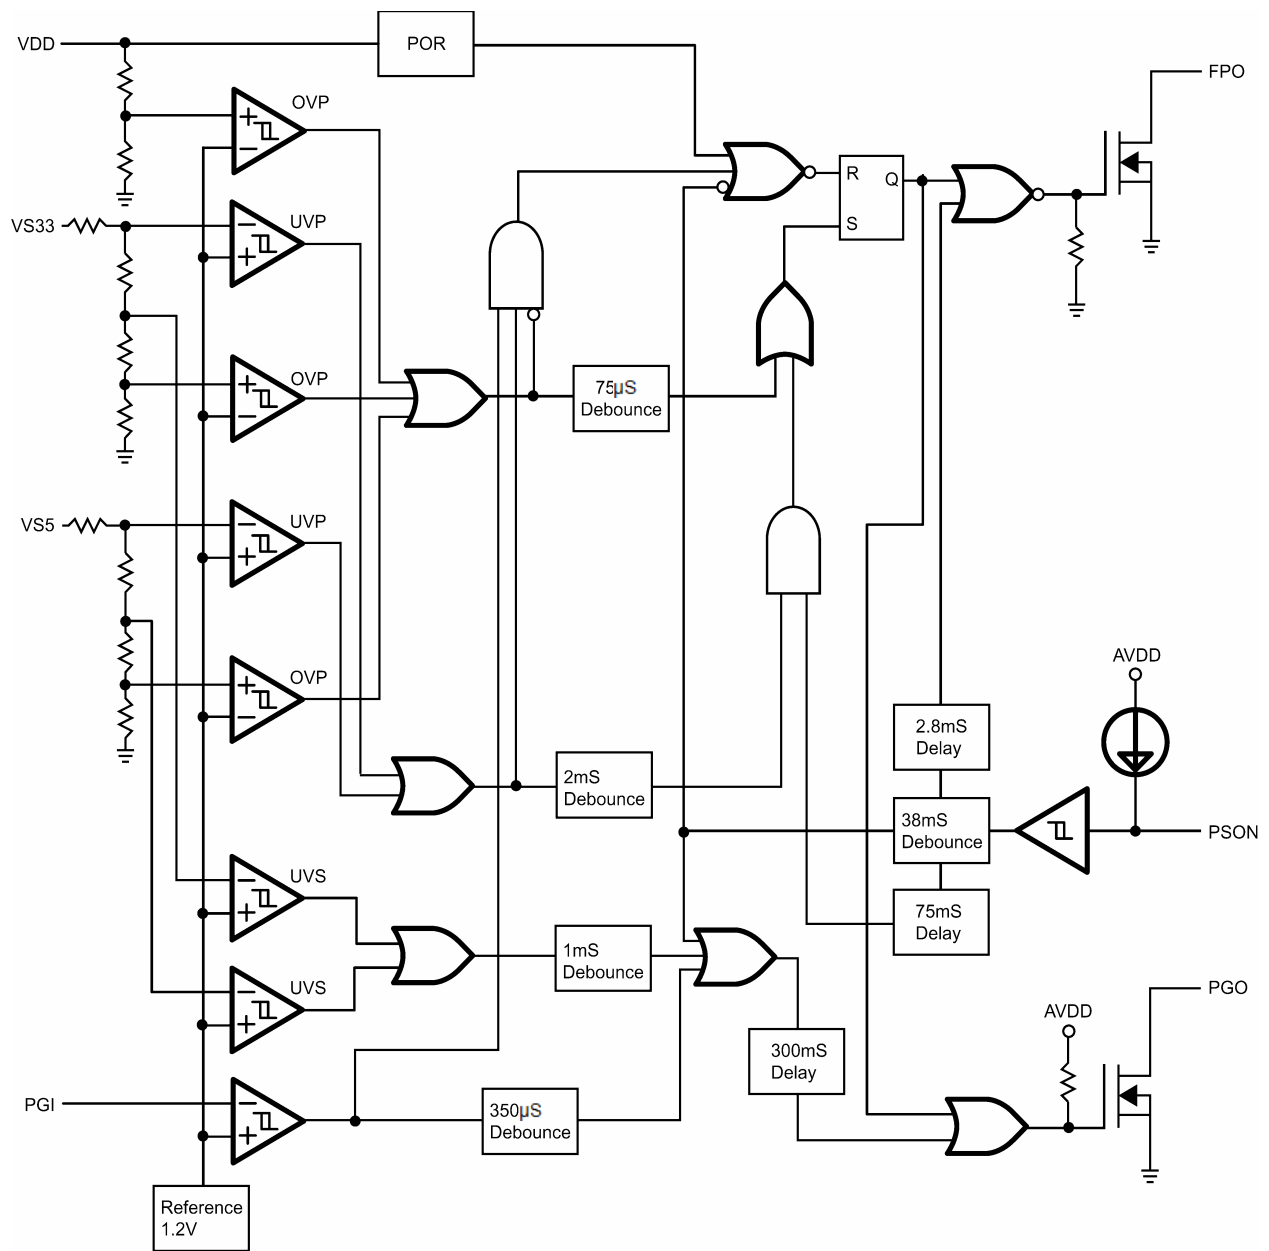 VDD
POR
FPO
OVP
R
Q
S
VS33
UVP
OVP
75µS
Debounce
VS5
UVP
OVP
AVDD
2.8mS
Delay
2mS
Debounce
38mS
Debounce
PSON
UVS
75mS
Delay
1mS
Debounce
UVS
PGO
AVDD
300mS
Delay
PGI
350µS
Debounce
Reference
1.2V